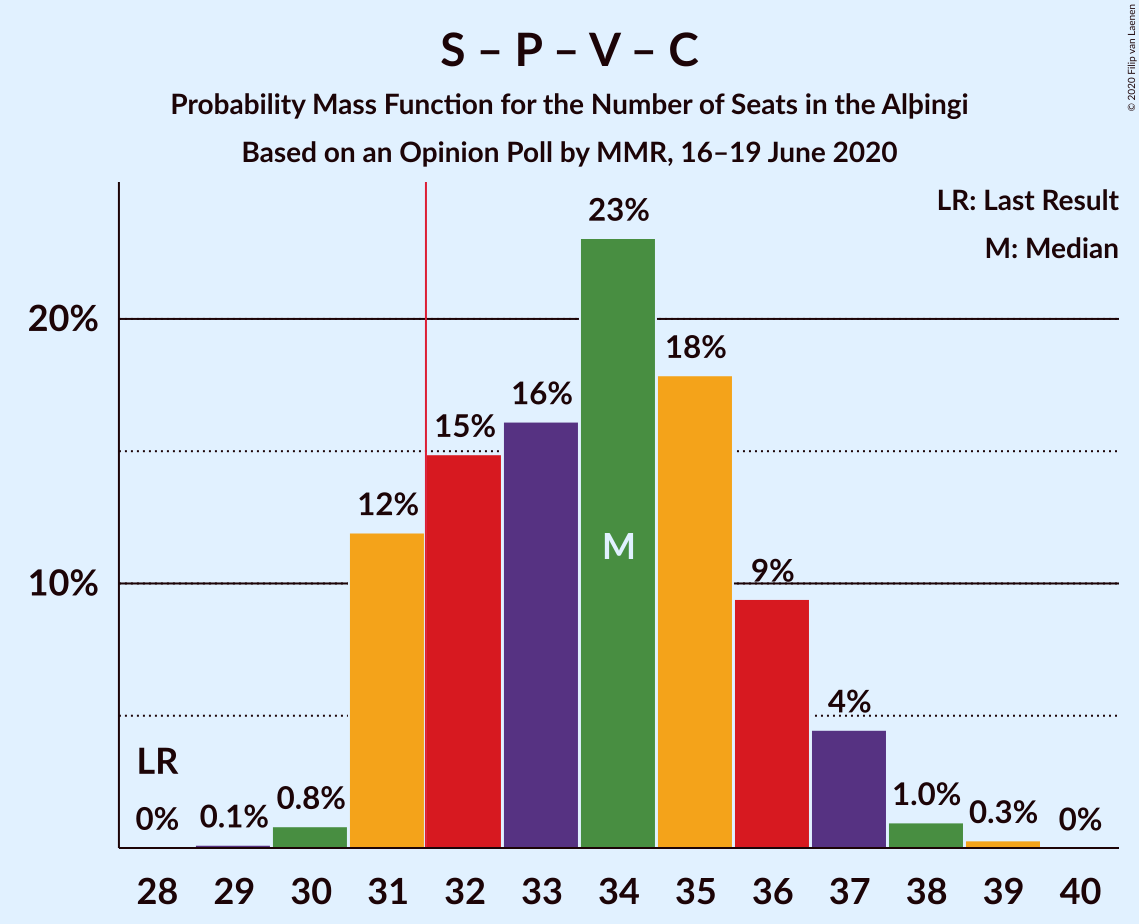 S – P – V – C
Probability Mass Function for the Number of Seats in the Alþingi
Based on an Opinion Poll by MMR, 16–19 June 2020
© 2020 Filip van Laenen
LR: Last Result
M: Median
23%
20%
18%
16%
15%
12%
M
10%
9%
4%
LR
0%
0.1%
0.8%
1.0%
0.3%
0%
28 29 30 31 32 33 34 35 36 37 38 39 40